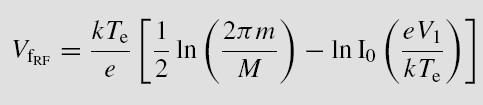 V_{f_{RF}} = \frac{kT_e}{e} \left[ \frac{1}{2} \ln \left( \frac{2\pi m}{M} \right) - \ln I_0 \left( \frac{eV_1}{kT_e} \right) \right]